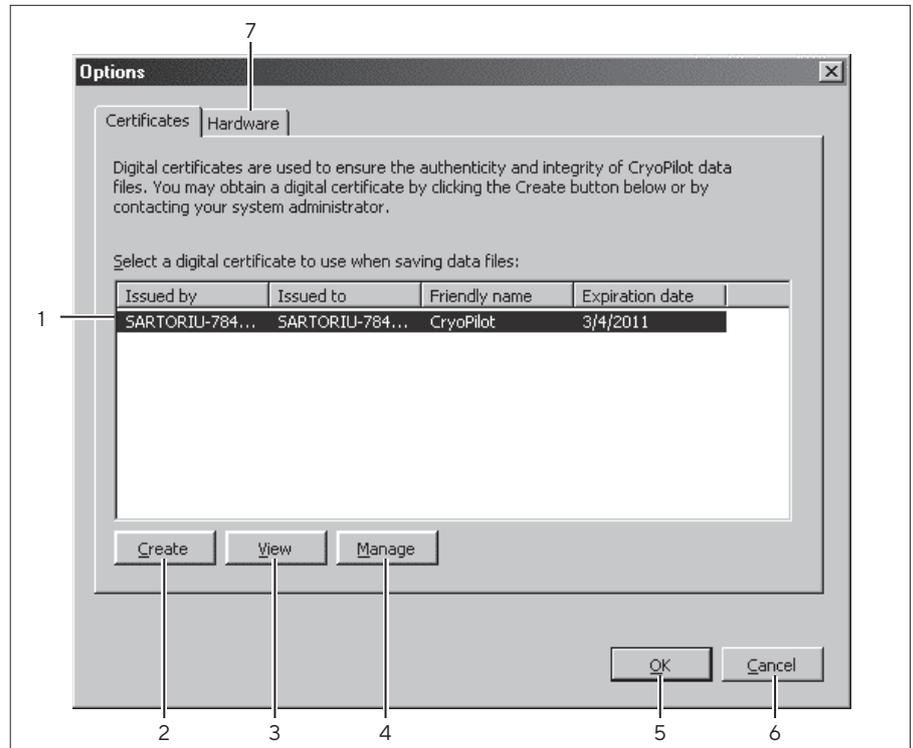 7
Options
Certificates Hardware
Digital certificates are used to ensure the authenticity and integrity of CryoPilot data
files. You may obtain a digital certificate by clicking the Create button below or by
contacting your system administrator.
Select a digital certificate to use when saving data files:
Issued by Issued to Friendly name Expiration date
1 SARTORIU-784... SARTORIU-784... CryoPilot 3/4/2011
Create View Manage
OK Cancel
2 3 4 5 6